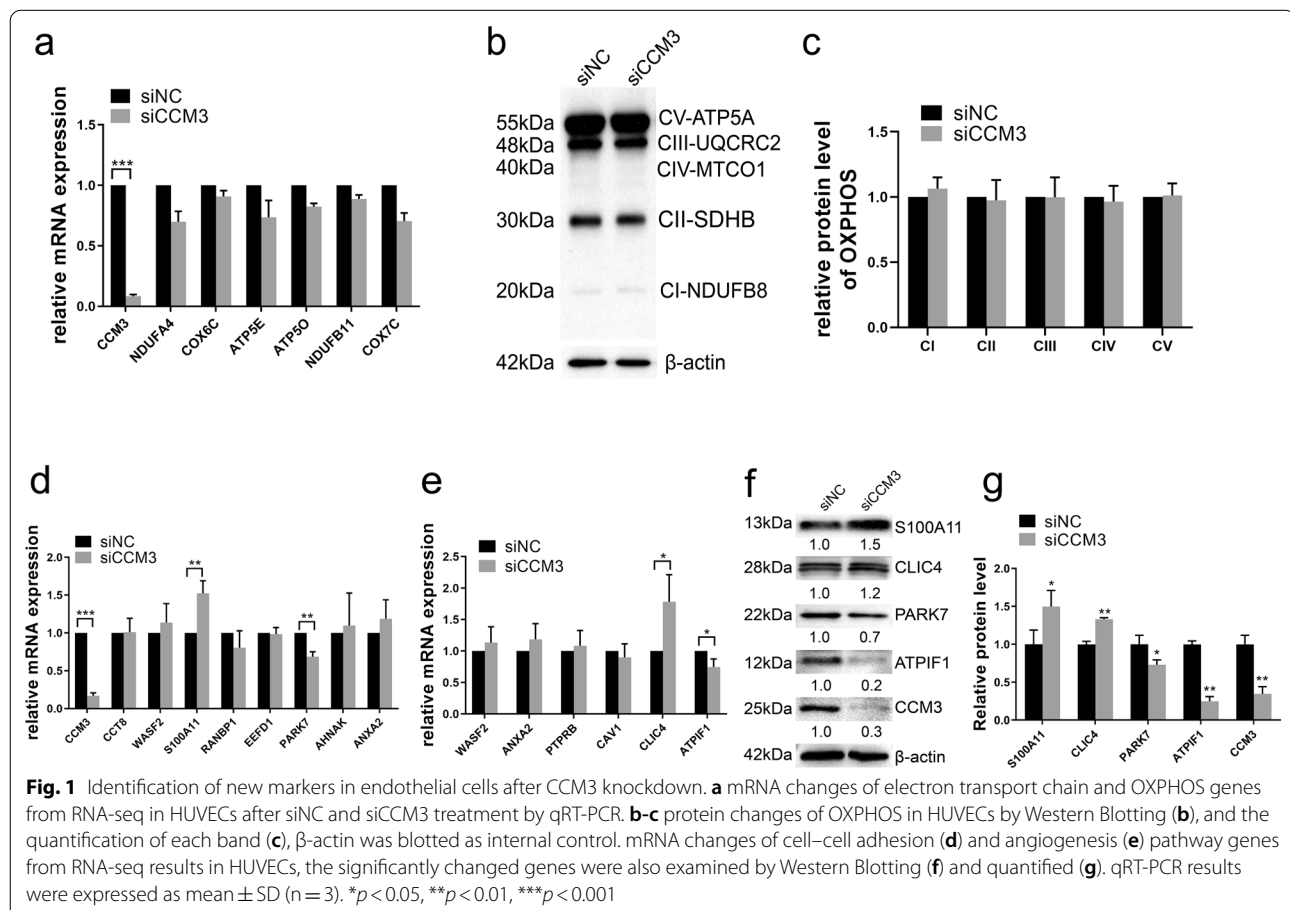 a
siNC
siCCM3
relative mRNA expression
1.5
1.0
0.5
0.0
***
CCM3
NDUFA4
COX6C
ATP5E
ATP5O
NDUFB11
COX7C
b
siNC
siCCM3
55kDa CV-ATP5A
48kDa CIII-UQCRC2
40kDa CIV-MTCO1
30kDa CII-SDHB
20kDa CI-NDUFB8
42kDa β-actin
c
siNC
siCCM3
relative protein level
of OXPHOS
1.5
1.0
0.5
0.0
CI
CII
CIII
CIV
CV
d
siNC
siCCM3
relative mRNA expression
2.0
1.5
1.0
0.5
0.0
***
**
**
CCM3
CCT8
WASF2
S100A11
RANBP1
EEFD1
PARK7
AHNAK
ANXA2
e
siNC
siCCM3
relative mRNA expression
2.5
2.0
1.5
1.0
0.5
0.0
*
*
WASF2
ANXA2
PTPRB
CAV1
CLIC4
ATPIF1
f
siNC
siCCM3
13kDa S100A11
1.0 1.5
28kDa CLIC4
1.0 1.2
22kDa PARK7
1.0 0.7
12kDa ATPIF1
1.0 0.2
25kDa CCM3
1.0 0.3
42kDa β-actin
g
siNC
siCCM3
Relative protein level
2.0
1.5
1.0
0.5
0.0
*
**
*
**
**
S100A11
CLIC4
PARK7
ATPIF1
CCM3
Fig. 1 Identification of new markers in endothelial cells after CCM3 knockdown. a mRNA changes of electron transport chain and OXPHOS genes
from RNA-seq in HUVECs after siNC and siCCM3 treatment by qRT-PCR. b-c protein changes of OXPHOS in HUVECs by Western Blotting (b), and the
quantification of each band (c), β-actin was blotted as internal control. mRNA changes of cell–cell adhesion (d) and angiogenesis (e) pathway genes
from RNA-seq results in HUVECs, the significantly changed genes were also examined by Western Blotting (f) and quantified (g). qRT-PCR results
were expressed as mean ± SD (n = 3). *p < 0.05, **p < 0.01, ***p < 0.001